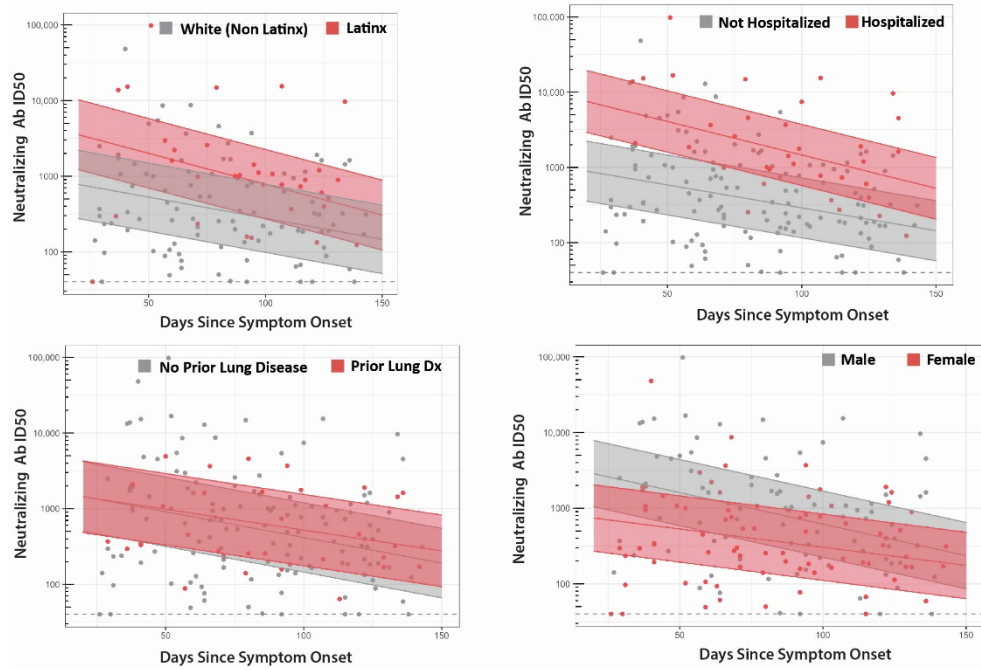 White (Non Latinx) Latinx
100,000
10,000
1000
100
Neutralizing Ab ID50
50 100 150
Days Since Symptom Onset
Not Hospitalized Hospitalized
100,000
10,000
1000
100
Neutralizing Ab ID50
50 100 150
Days Since Symptom Onset
No Prior Lung Disease Prior Lung Dx
100,000
10,000
1000
100
Neutralizing Ab ID50
50 100 150
Days Since Symptom Onset
Male Female
100,000
10,000
1000
100
Neutralizing Ab ID50
50 100 150
Days Since Symptom Onset